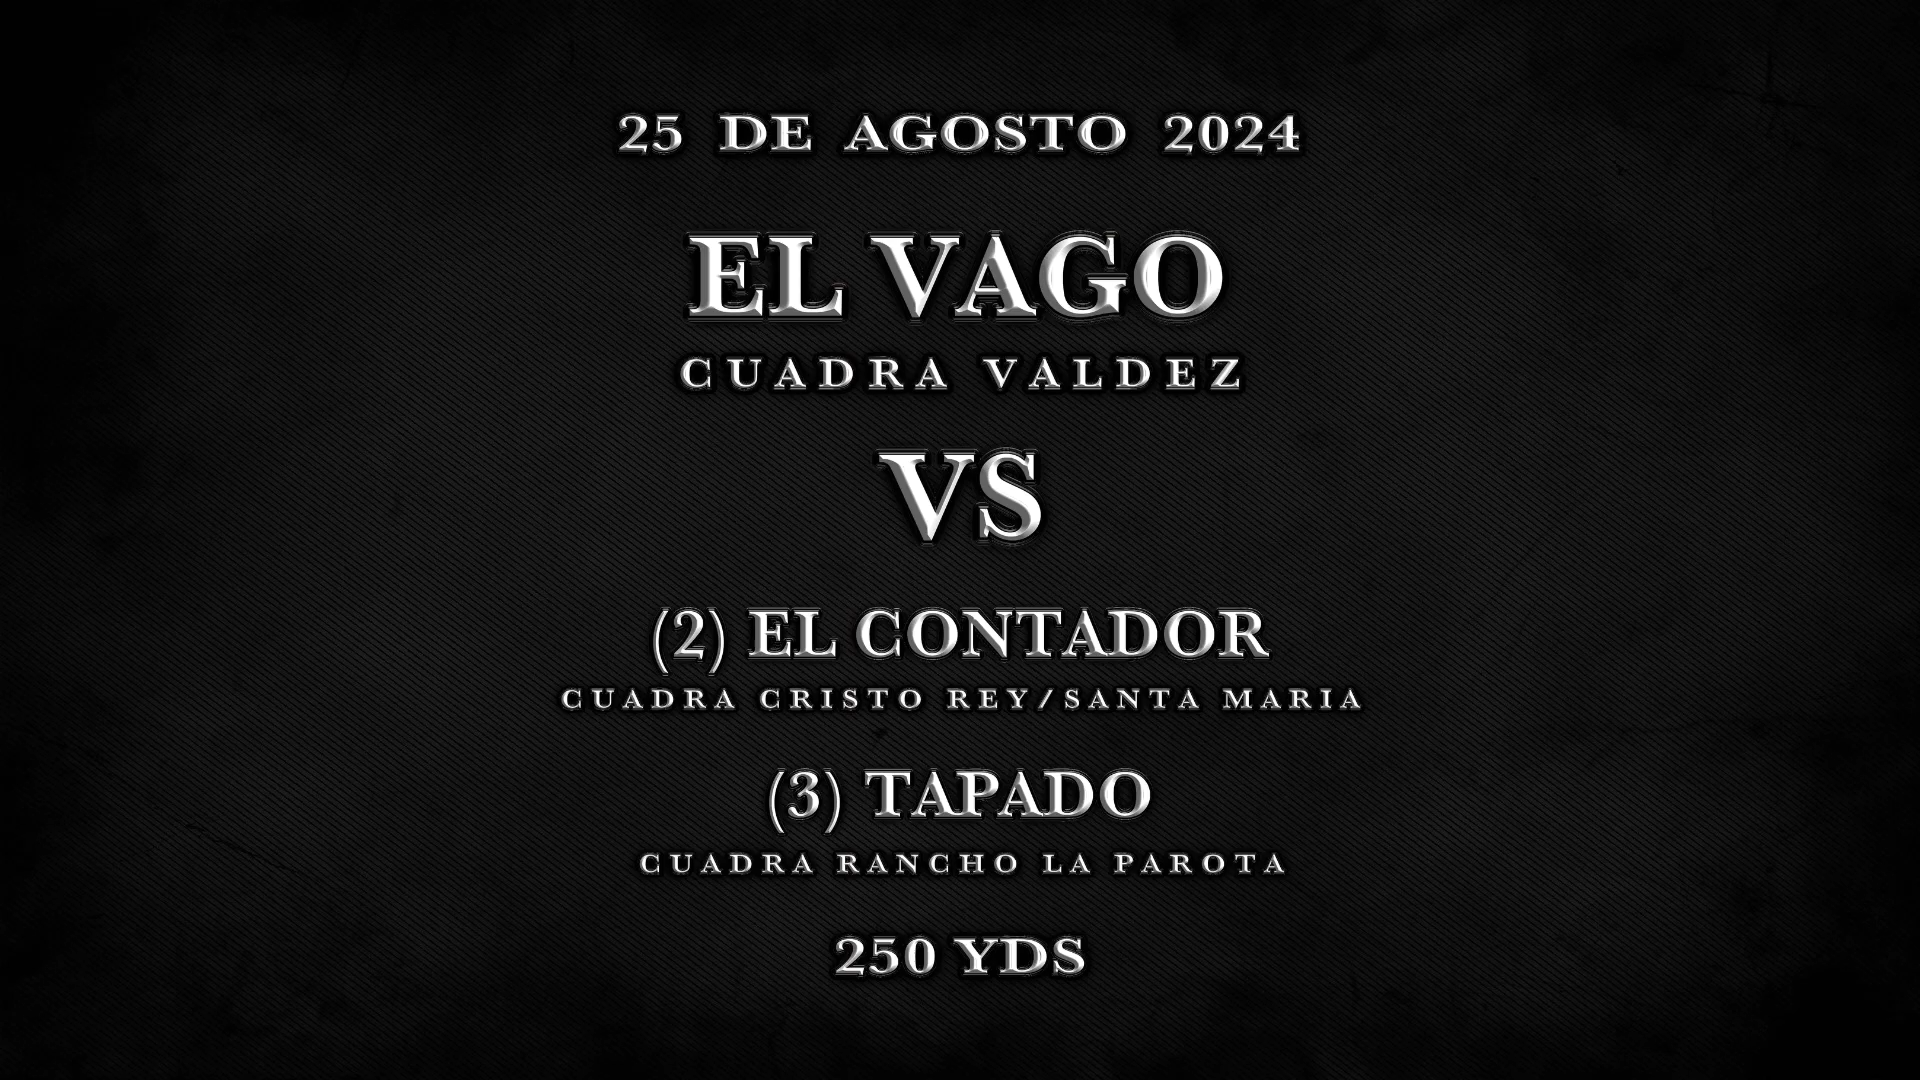 25 DE AGOSTO 2024
EL VAGO
CUADRA VALDEZ
VS
(2) EL CONTADOR
CUADRA CRISTO REY/SANTA MARIA
(3) TAPADO
CUADRA RANCHO LA PAROTA
250 YDS